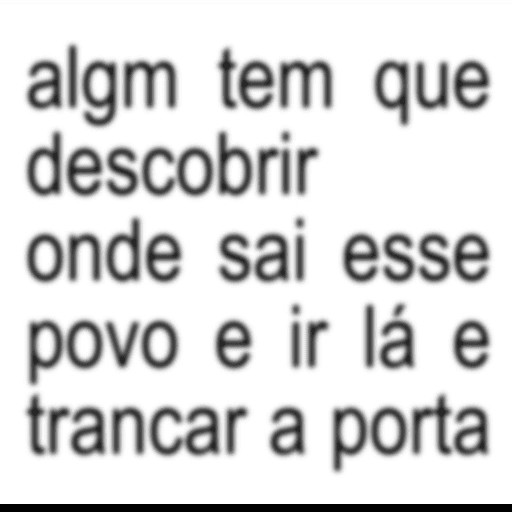 algm tem que
descobrir
onde sai esse
povo e ir lá e
trancar a porta